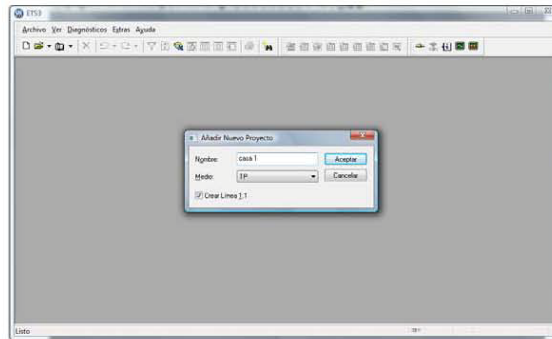 ETS3
Archivo Ver Diagnósticos Extras Ayuda
Añadir Nuevo Proyecto
Nombre: casa 1 Aceptar
Medio: TP Cancelar
Crear Línea 1.1
Listo